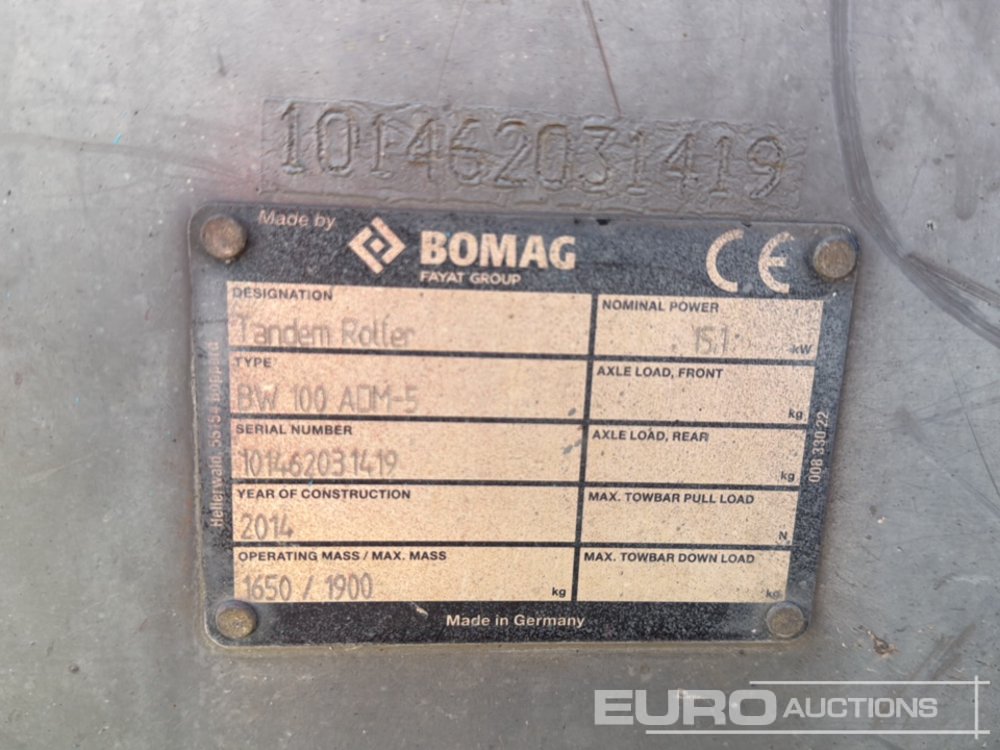 101462031419
Made by BOMAG CE
FAYAT GROUP
DESIGNATION
Tandem Roller
NOMINAL POWER
15.1 kW
TYPE
BW 100 ADM-5
AXLE LOAD, FRONT
kg
SERIAL NUMBER
101462031419
AXLE LOAD, REAR
kg
YEAR OF CONSTRUCTION
2014
MAX. TOWBAR PULL LOAD
N
OPERATING MASS / MAX. MASS
1650 / 1900 kg
MAX. TOWBAR DOWN LOAD
kg
Made in Germany
Hellerwald, 56154 Boppard
008 330 22
EURO AUCTIONS